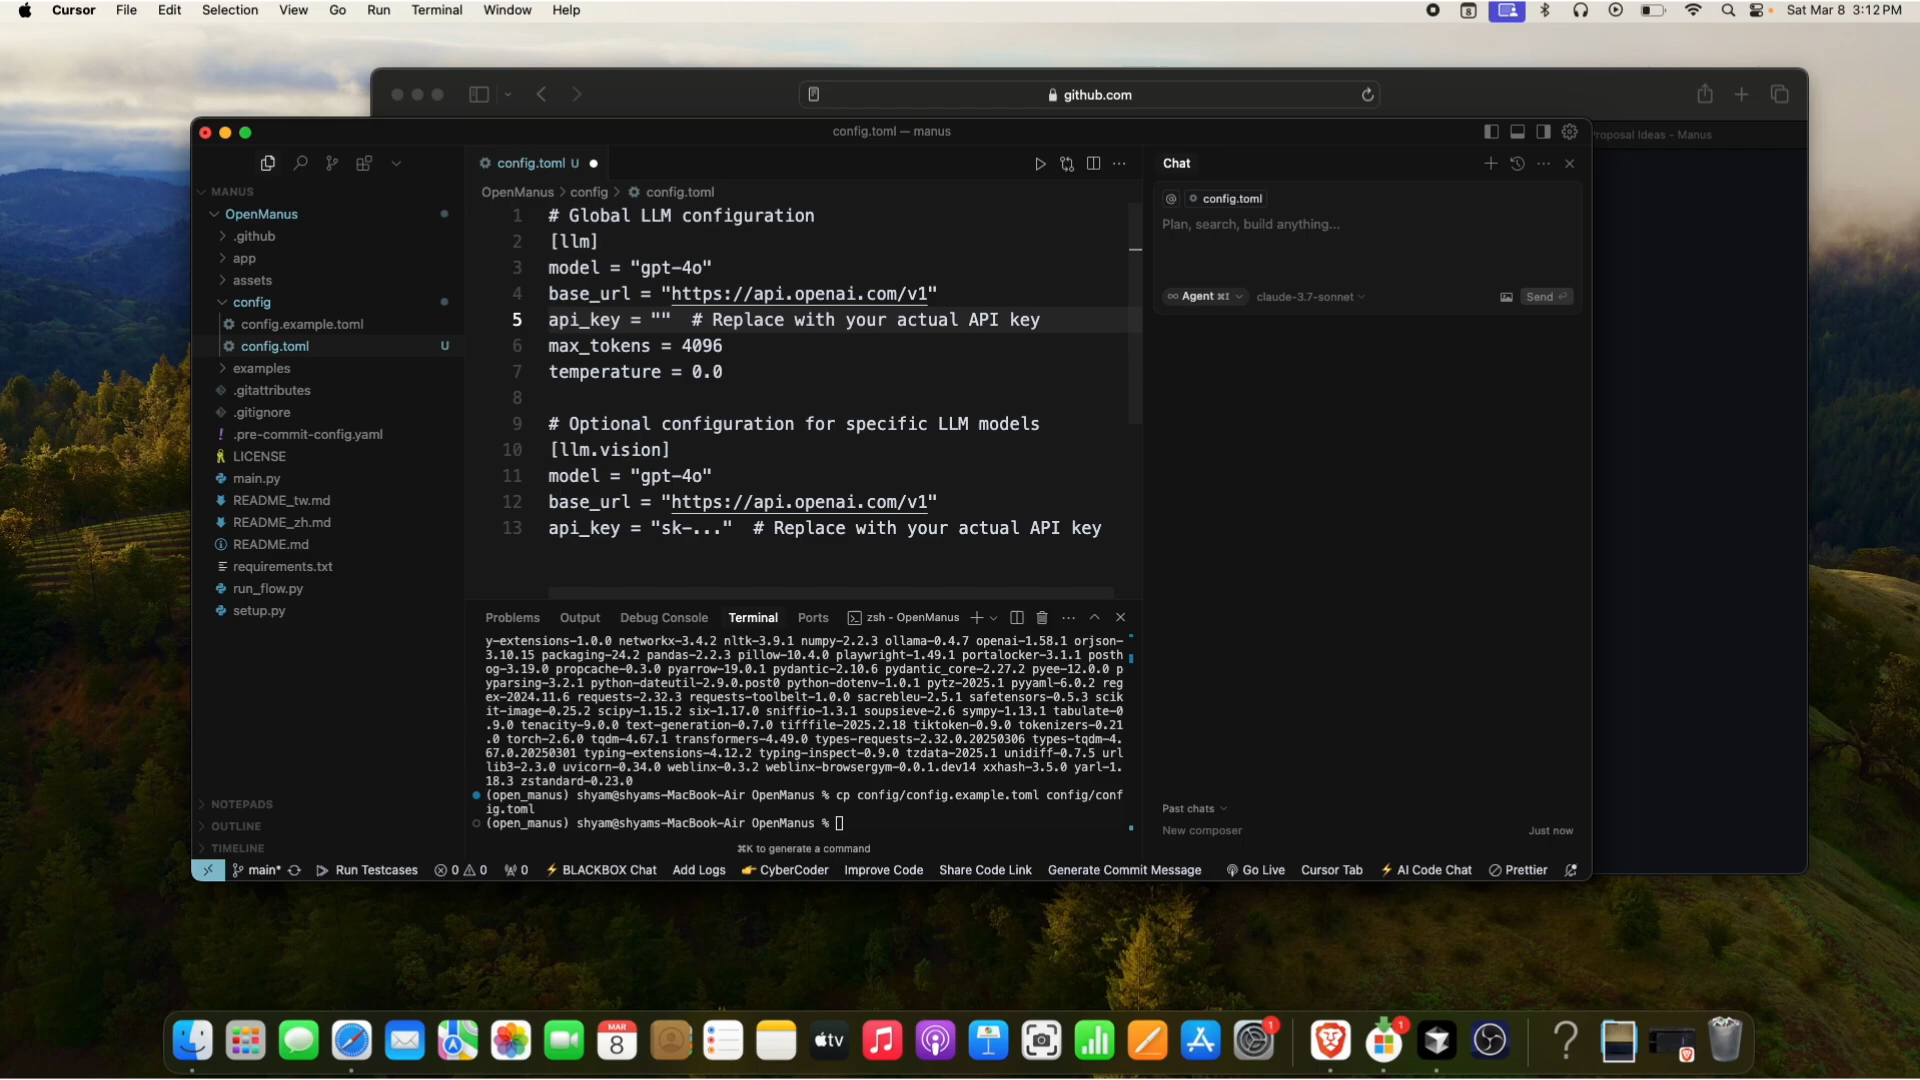 Cursor File Edit Selection View Go Run Terminal Window Help
8
Sat Mar 8 3:12 PM
github.com
config.toml — manus
roposal Ideas - Manus
MANUS
OpenManus
.github
app
assets
config
config.example.toml
config.toml U
examples
.gitattributes
.gitignore
.pre-commit-config.yaml
LICENSE
main.py
README_tw.md
README_zh.md
README.md
requirements.txt
run_flow.py
setup.py
NOTEPADS
OUTLINE
TIMELINE
config.toml U
OpenManus > config > config.toml
1 # Global LLM configuration
2 [llm]
3 model = "gpt-4o"
4 base_url = "https://api.openai.com/v1"
5 api_key = "" # Replace with your actual API key
6 max_tokens = 4096
7 temperature = 0.0
8
9 # Optional configuration for specific LLM models
10 [llm.vision]
11 model = "gpt-4o"
12 base_url = "https://api.openai.com/v1"
13 api_key = "sk-..." # Replace with your actual API key
Problems Output Debug Console Terminal Ports zsh - OpenManus
y-extensions-1.0.0 networkx-3.4.2 nltk-3.9.1 numpy-2.2.3 ollama-0.4.7 openai-1.58.1 orjson-
3.10.15 packaging-24.2 pandas-2.2.3 pillow-10.4.0 playwright-1.49.1 portalocker-3.1.1 posth
og-3.19.0 propcache-0.3.0 pyarrow-19.0.1 pydantic-2.10.6 pydantic_core-2.27.2 pyee-12.0.0 p
yparsing-3.2.1 python-dateutil-2.9.0.post0 python-dotenv-1.0.1 pytz-2025.1 pyyaml-6.0.2 reg
ex-2024.11.6 requests-2.32.3 requests-toolbelt-1.0.0 sacrebleu-2.5.1 safetensors-0.5.3 scik
it-image-0.25.2 scipy-1.15.2 six-1.17.0 sniffio-1.3.1 soupsieve-2.6 sympy-1.13.1 tabulate-0
.9.0 tenacity-9.0.0 text-generation-0.7.0 tifffile-2025.2.18 tiktoken-0.9.0 tokenizers-0.21
.0 torch-2.6.0 tqdm-4.67.1 transformers-4.49.0 types-requests-2.32.0.20250306 types-tqdm-4.
67.0.20250301 typing-extensions-4.12.2 typing-inspect-0.9.0 tzdata-2025.1 unidiff-0.7.5 url
lib3-2.3.0 uvicorn-0.34.0 weblinx-0.3.2 weblinx-browsergym-0.0.1.dev14 xxhash-3.5.0 yarl-1.
18.3 zstandard-0.23.0
(open_manus) shyam@shyams-MacBook-Air OpenManus % cp config/config.example.toml config/conf
ig.toml
(open_manus) shyam@shyams-MacBook-Air OpenManus %
⌘K to generate a command
Chat
@ config.toml
Plan, search, build anything...
∞ Agent ⌘I claude-3.7-sonnet Send ⏎
Past chats
New composer Just now
main* Run Testcases 0 0 0 BLACKBOX Chat Add Logs CyberCoder Improve Code Share Code Link Generate Commit Message Go Live Cursor Tab AI Code Chat Prettier
MAR
8
tv
1
1
?